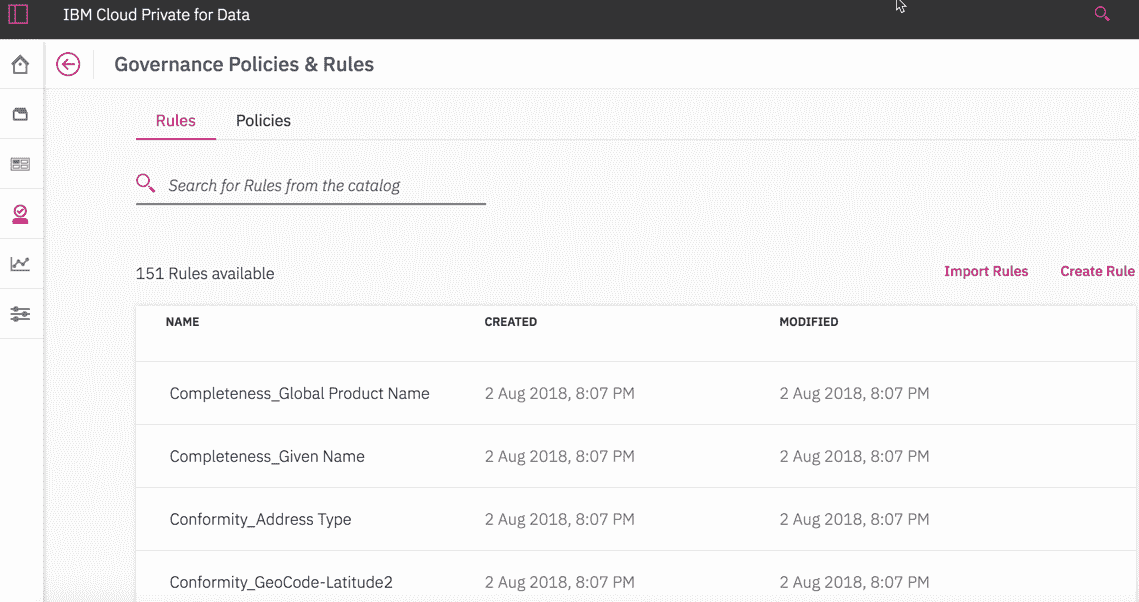 IBM Cloud Private for Data
Governance Policies & Rules
Rules Policies
Search for Rules from the catalog
151 Rules available Import Rules Create Rule
NAME CREATED MODIFIED
Completeness_Global Product Name 2 Aug 2018, 8:07 PM 2 Aug 2018, 8:07 PM
Completeness_Given Name 2 Aug 2018, 8:07 PM 2 Aug 2018, 8:07 PM
Conformity_Address Type 2 Aug 2018, 8:07 PM 2 Aug 2018, 8:07 PM
Conformity_GeoCode-Latitude2 2 Aug 2018, 8:07 PM 2 Aug 2018, 8:07 PM